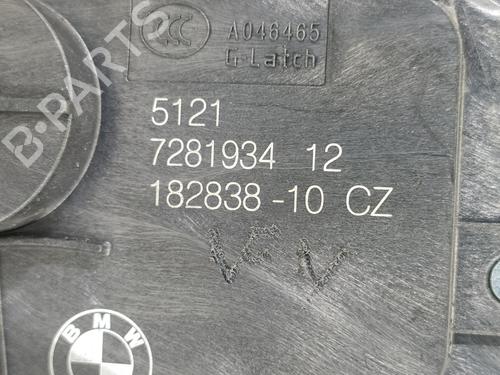 CCC
A046465
G-Latch
5121
7281934 12
182838-10 CZ
BMW
B-PARTS